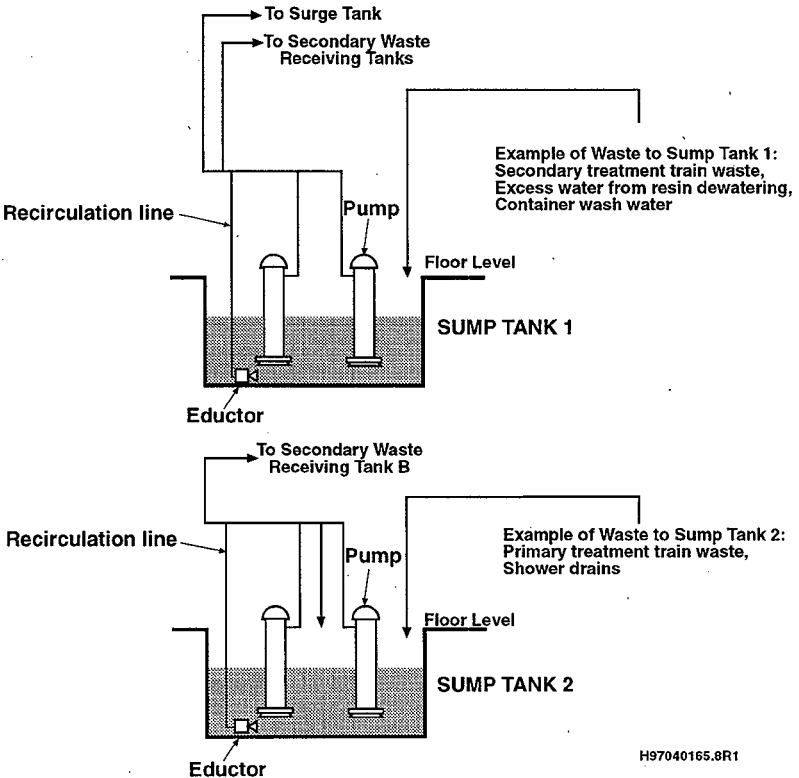 To Surge Tank
To Secondary Waste
Receiving Tanks
Example of Waste to Sump Tank 1:
Secondary treatment train waste,
Excess water from resin dewatering,
Container wash water
Recirculation line
Pump
Floor Level
SUMP TANK 1
Eductor
To Secondary Waste
Receiving Tank B
Example of Waste to Sump Tank 2:
Primary treatment train waste,
Shower drains
Recirculation line
Pump
Floor Level
SUMP TANK 2
Eductor
H97040165.8R1